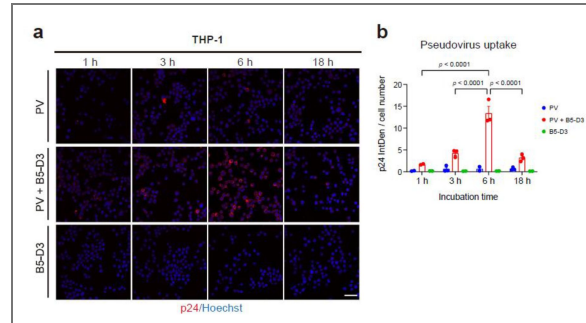 a
THP-1
1 h 3 h 6 h 18 h
PV
PV + B5-D3
B5-D3
p24/Hoechst
b
Pseudovirus uptake
p < 0.0001
p < 0.0001 p < 0.0001
PV
PV + B5-D3
B5-D3
p24 IntDen / cell number
20
15
10
5
0
1 h 3 h 6 h 18 h
Incubation time